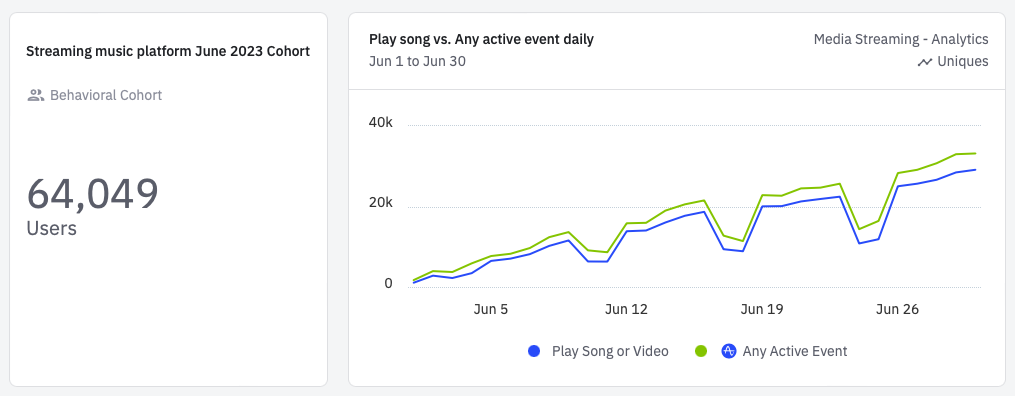 Streaming music platform June 2023 Cohort
Behavioral Cohort
64,049
Users
Play song vs. Any active event daily
Media Streaming - Analytics
Jun 1 to Jun 30
Uniques
40k
20k
0
Jun 5
Jun 12
Jun 19
Jun 26
Play Song or Video
Any Active Event